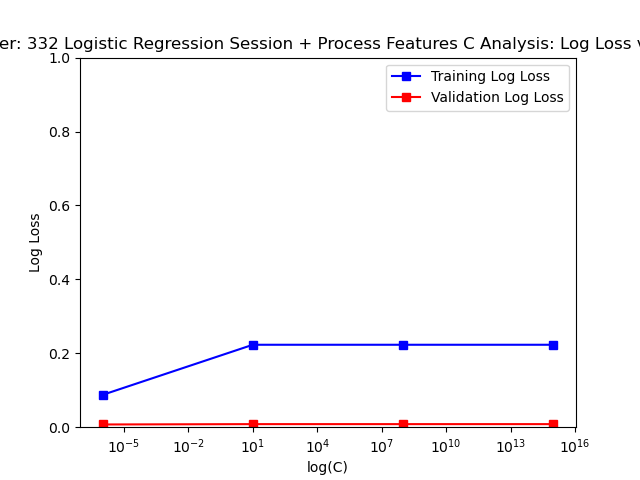 er: 332 Logistic Regression Session + Process Features C Analysis: Log Loss v
1.0
Training Log Loss
Validation Log Loss
0.8
0.6
Log Loss
0.4
0.2
0.0
10⁻⁵ 10⁻² 10¹ 10⁴ 10⁷ 10¹⁰ 10¹³ 10¹⁶
log(C)